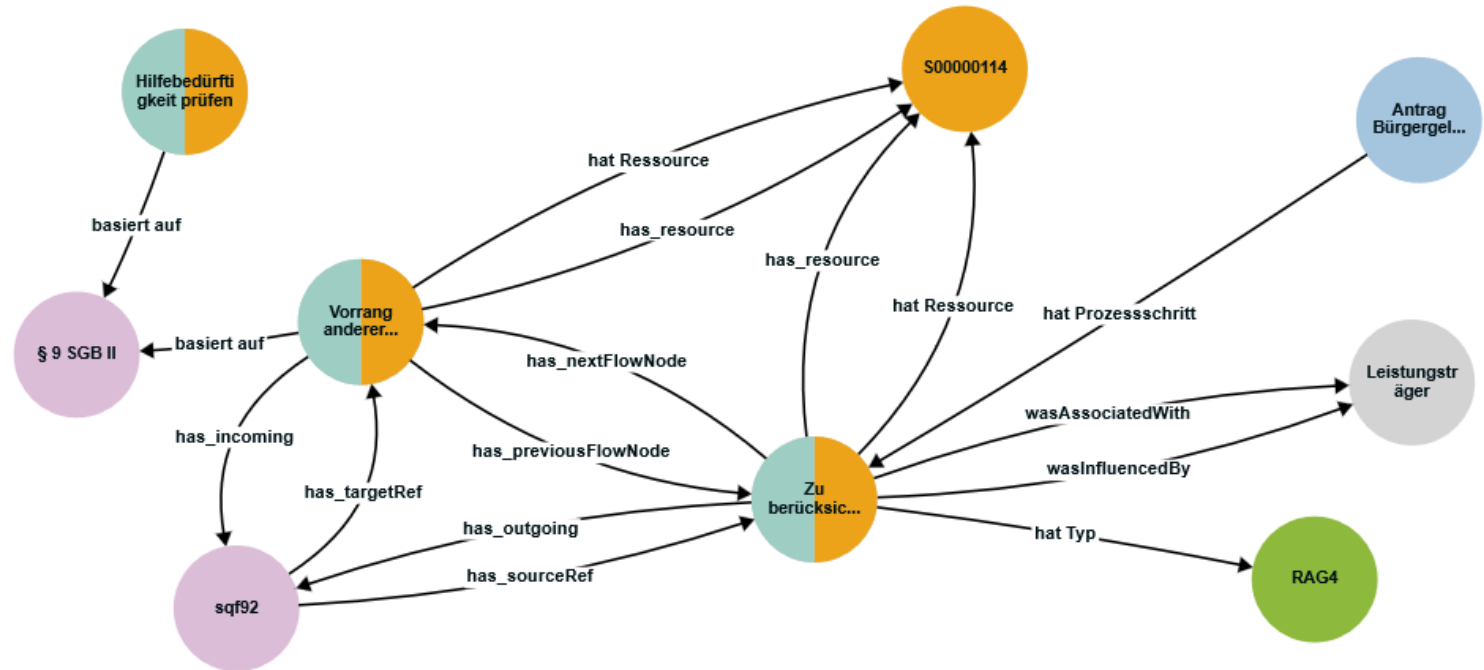 S00000114
Hilfebedürfti
gkeit prüfen
Antrag
Bürgergel...
hat Ressource
basiert auf
has_resource
has_resource
hat Ressource
hat Prozessschritt
Vorrang
anderer...
§ 9 SGB II
basiert auf
has_nextFlowNode
Leistungstr
äger
wasAssociatedWith
has_incoming
has_previousFlowNode
wasInfluencedBy
has_targetRef
Zu
berücksic...
has_outgoing
hat Typ
has_sourceRef
RAG4
sqf92